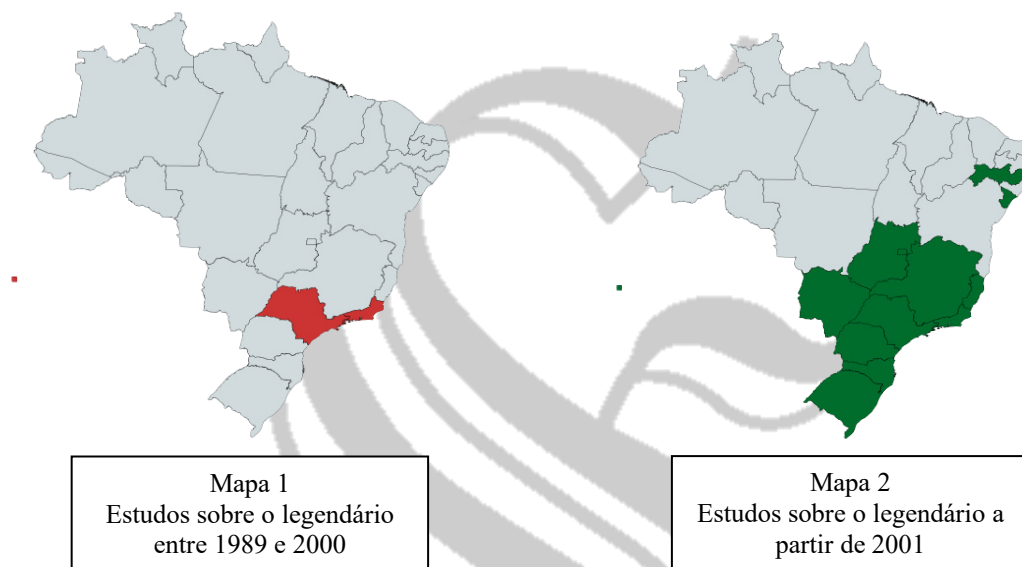 Mapa 1
Estudos sobre o legendário
entre 1989 e 2000
Mapa 2
Estudos sobre o legendário a
partir de 2001